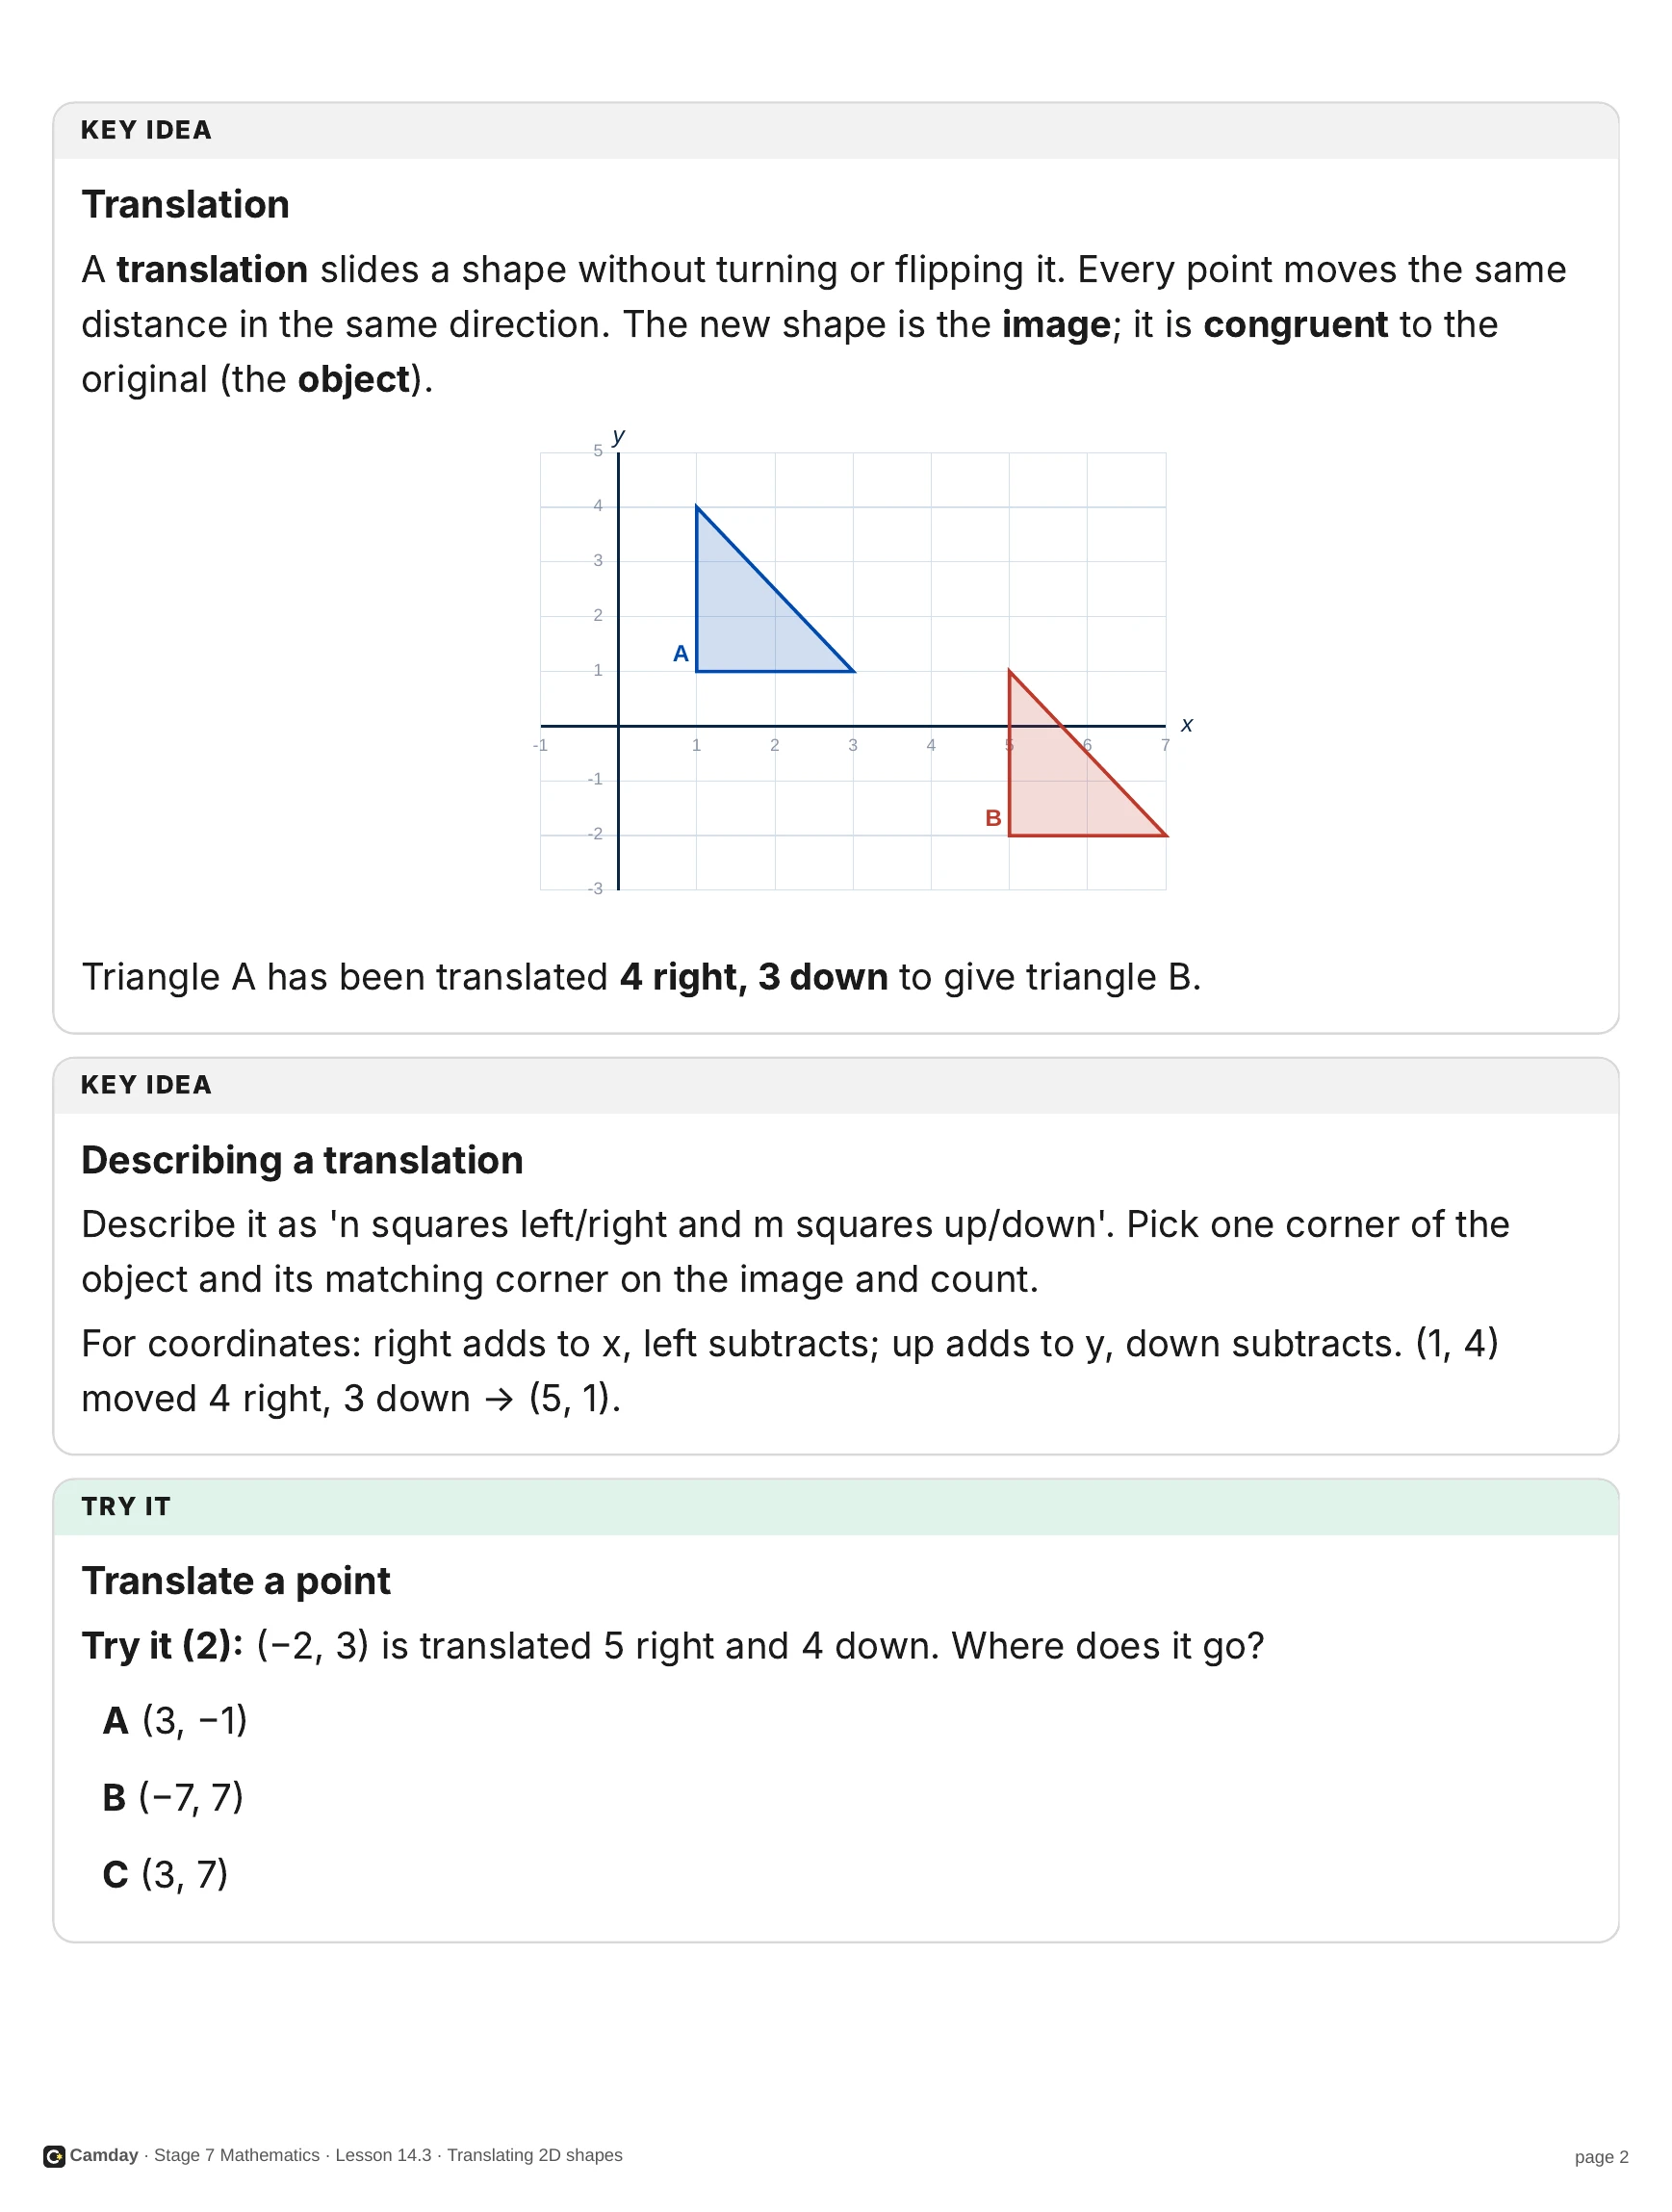 KEY IDEA
Translation
A translation slides a shape without turning or flipping it. Every point moves the same
distance in the same direction. The new shape is the image; it is congruent to the
original (the object).
y
5
4
3
2
A
1
x
-1 1 2 3 4 5 6 7
-1
B
-2
-3
Triangle A has been translated 4 right, 3 down to give triangle B.
KEY IDEA
Describing a translation
Describe it as 'n squares left/right and m squares up/down'. Pick one corner of the
object and its matching corner on the image and count.
For coordinates: right adds to x, left subtracts; up adds to y, down subtracts. (1, 4)
moved 4 right, 3 down → (5, 1).
TRY IT
Translate a point
Try it (2): (−2, 3) is translated 5 right and 4 down. Where does it go?
A (3, −1)
B (−7, 7)
C (3, 7)
Camday · Stage 7 Mathematics · Lesson 14.3 · Translating 2D shapes
page 2